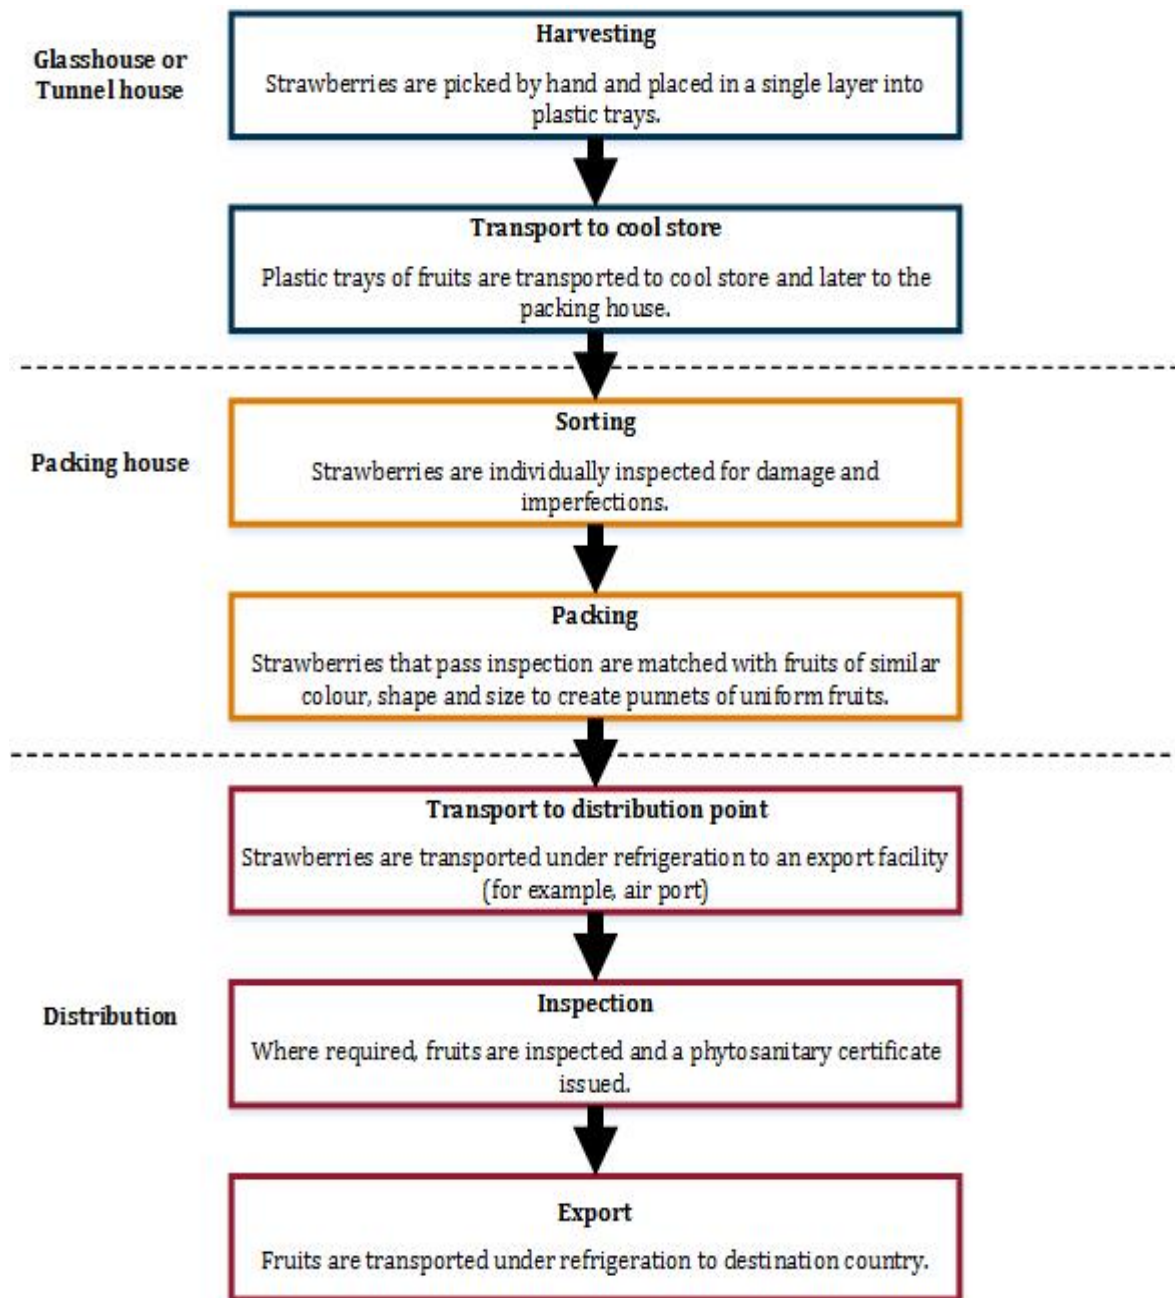 Glasshouse or
Tunnel house
Harvesting
Strawberries are picked by hand and placed in a single layer into
plastic trays.
Transport to cool store
Plastic trays of fruits are transported to cool store and later to the
packing house.
Packing house
Sorting
Strawberries are individually inspected for damage and
imperfections.
Packing
Strawberries that pass inspection are matched with fruits of similar
colour, shape and size to create punnets of uniform fruits.
Distribution
Transport to distribution point
Strawberries are transported under refrigeration to an export facility
(for example, air port)
Inspection
Where required, fruits are inspected and a phytosanitary certificate
issued.
Export
Fruits are transported under refrigeration to destination country.